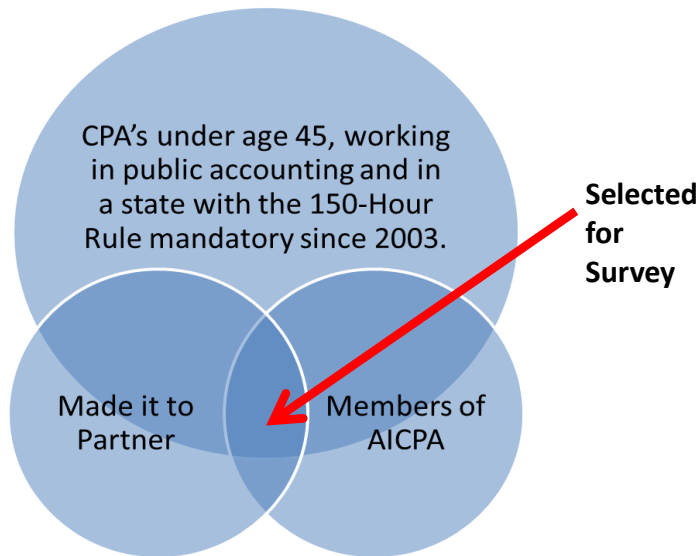 CPA’s under age 45, working
in public accounting and in
a state with the 150-Hour
Rule mandatory since 2003.
Selected
for
Survey
Made it to
Partner
Members of
AICPA